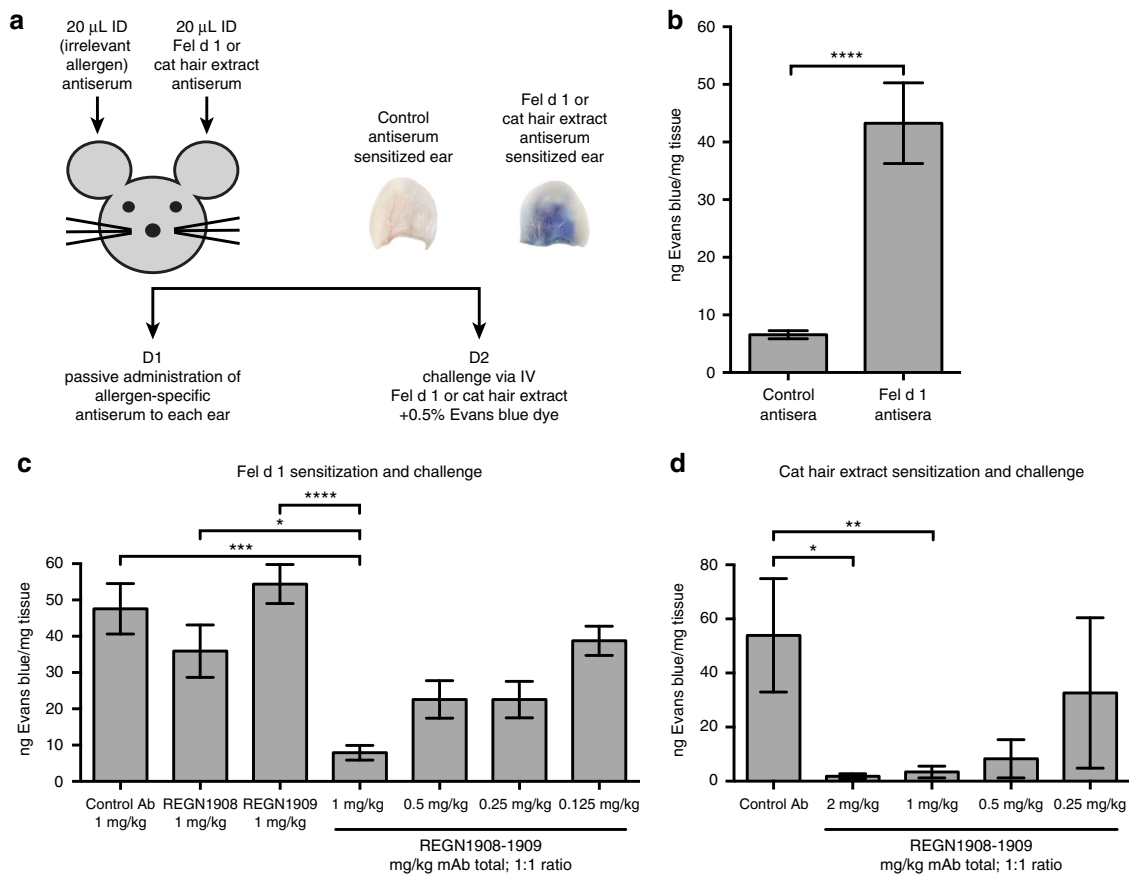 a
20 μL ID
(irrelevant
allergen)
antiserum
20 μL ID
Fel d 1 or
cat hair extract
antiserum
Control
antiserum
sensitized ear
Fel d 1 or
cat hair extract
antiserum
sensitized ear
D1
passive administration of
allergen-specific
antiserum to each ear
D2
challenge via IV
Fel d 1 or cat hair extract
+0.5% Evans blue dye
b
ng Evans blue/mg tissue
60
50
40
30
20
10
0
****
Control
antisera
Fel d 1
antisera
c
Fel d 1 sensitization and challenge
****
*
***
ng Evans blue/mg tissue
60
50
40
30
20
10
0
Control Ab
1 mg/kg
REGN1908
1 mg/kg
REGN1909
1 mg/kg
1 mg/kg
0.5 mg/kg
0.25 mg/kg
0.125 mg/kg
REGN1908-1909
mg/kg mAb total; 1:1 ratio
d
Cat hair extract sensitization and challenge
**
*
ng Evans blue/mg tissue
80
60
40
20
0
Control Ab
2 mg/kg
1 mg/kg
0.5 mg/kg
0.25 mg/kg
REGN1908-1909
mg/kg mAb total; 1:1 ratio